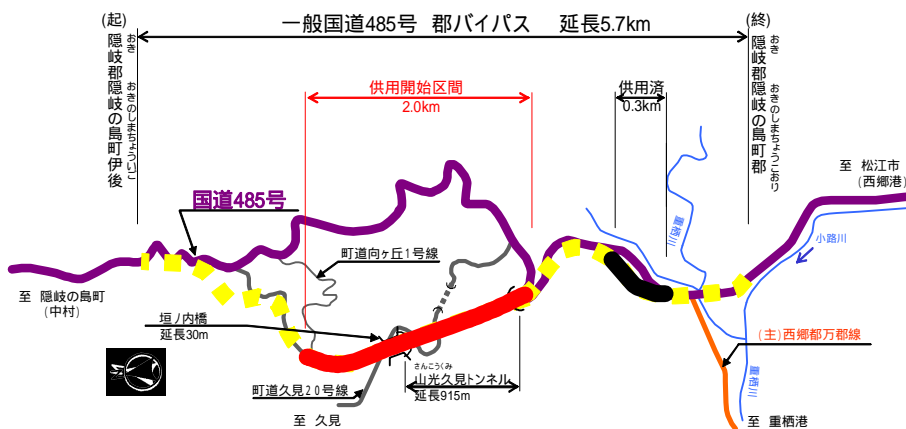 一般国道485号 郡バイパス 延長5.7km
(起)
隠岐郡隠岐の島町伊後
おき
おきのしまちょういご
(終)
隠岐郡隠岐の島町郡
おき
おきのしまちょうこおり
供用開始区間
2.0km
供用済
0.3km
至 松江市
(西郷港)
国道485号
重栖川
小路川
町道向ヶ丘1号線
至 隠岐の島町
(中村)
垣ノ内橋
延長30m
さんこうくみ
山光久見トンネル
延長915m
(主)西郷都万郡線
町道久見20号線
重栖川
至 久見
至 重栖港